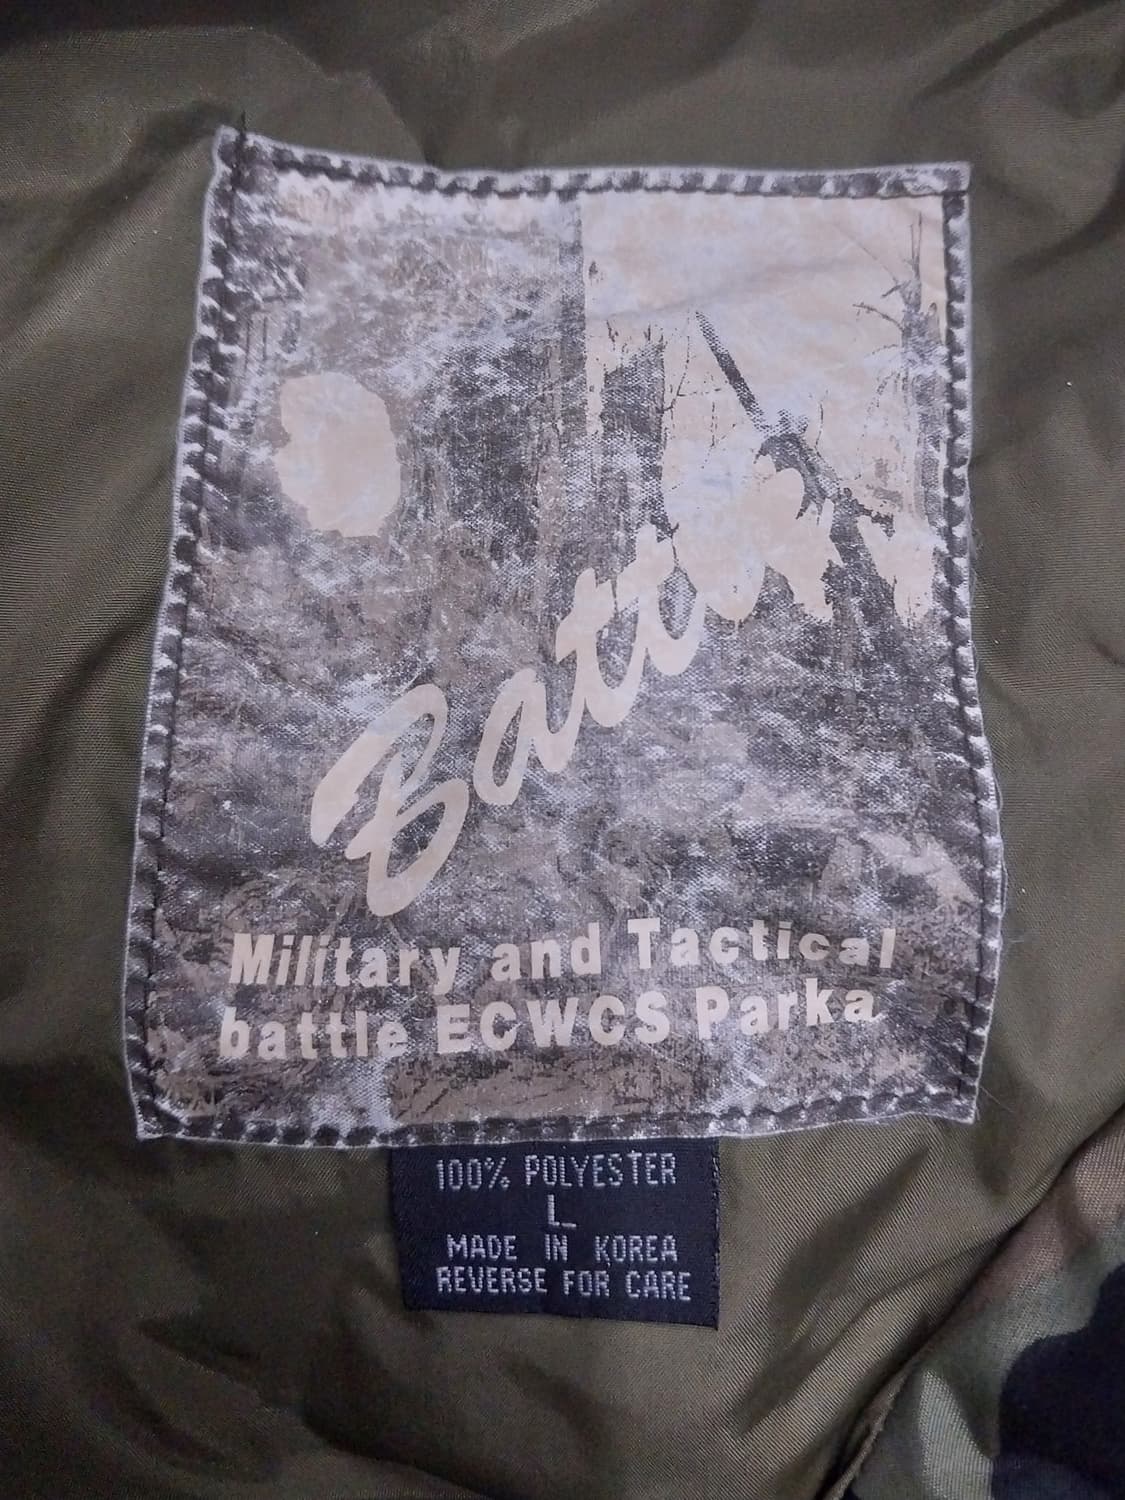 Military and Tactical
battle ECWCS Parka
100% POLYESTER
L
MADE IN KOREA
REVERSE FOR CARE